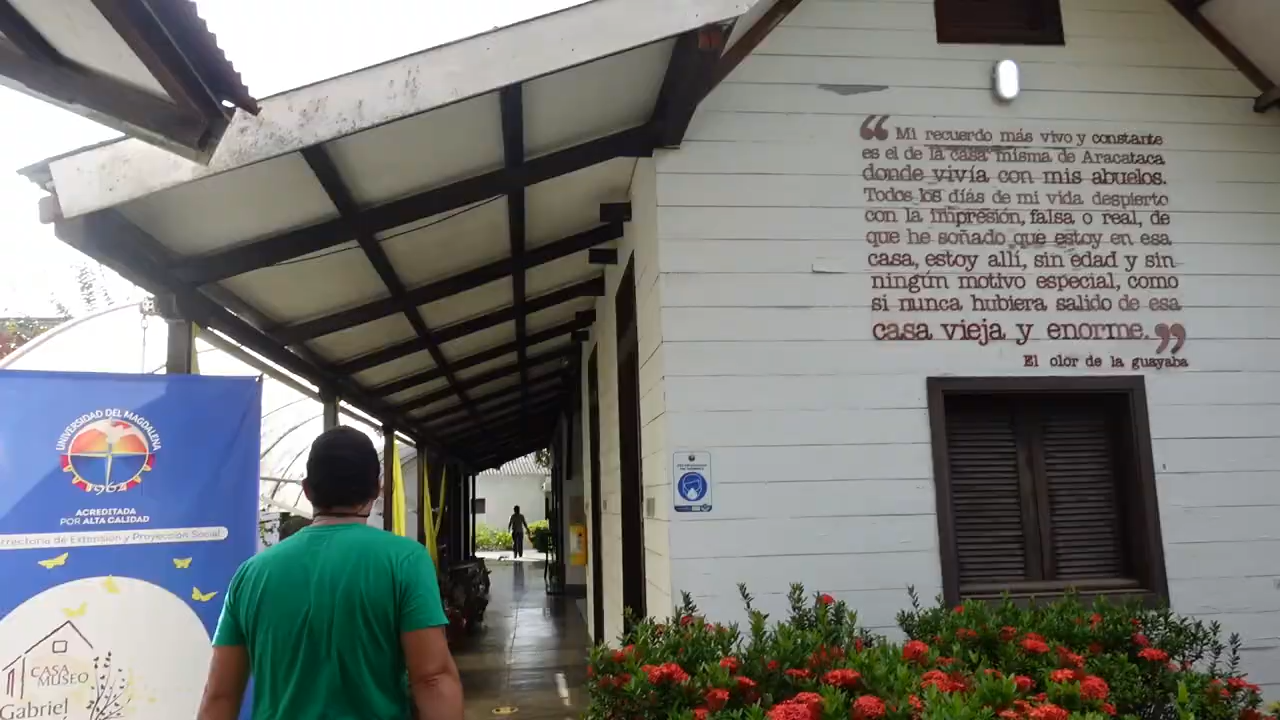 “ Mi recuerdo más vivo y constante
es el de la casa misma de Aracataca
donde vivía con mis abuelos.
Todos los días de mi vida despierto
con la impresión, falsa o real, de
que he soñado que estoy en esa
casa, estoy allí, sin edad y sin
ningún motivo especial, como
si nunca hubiera salido de esa
casa vieja y enorme. ”
El olor de la guayaba
UNIVERSIDAD DEL MAGDALENA
1962
ACREDITADA
POR ALTA CALIDAD
de Extensión y Proyección Social
CASA
MUSEO
Gabriel